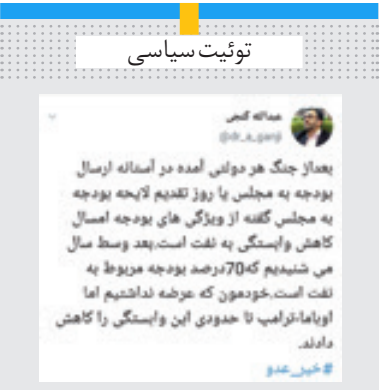 توئیت سیاسی
عبداله گنجی
@dr_a_ganji
بعداز جنگ هر دولتی آمده در آستانه ارسال
بودجه به مجلس یا روز تقدیم لایحه بودجه
به مجلس گفته از ویژگی های بودجه امسال
کاهش وابستگی به نفت است.بعد وسط سال
می شنیدیم که70درصد بودجه مربوط به
نفت است.خودمون که عرضه نداشتیم اما
اوباما،ترامپ تا حدودی این وابستگی را کاهش
دادند.
#خیر_عدو